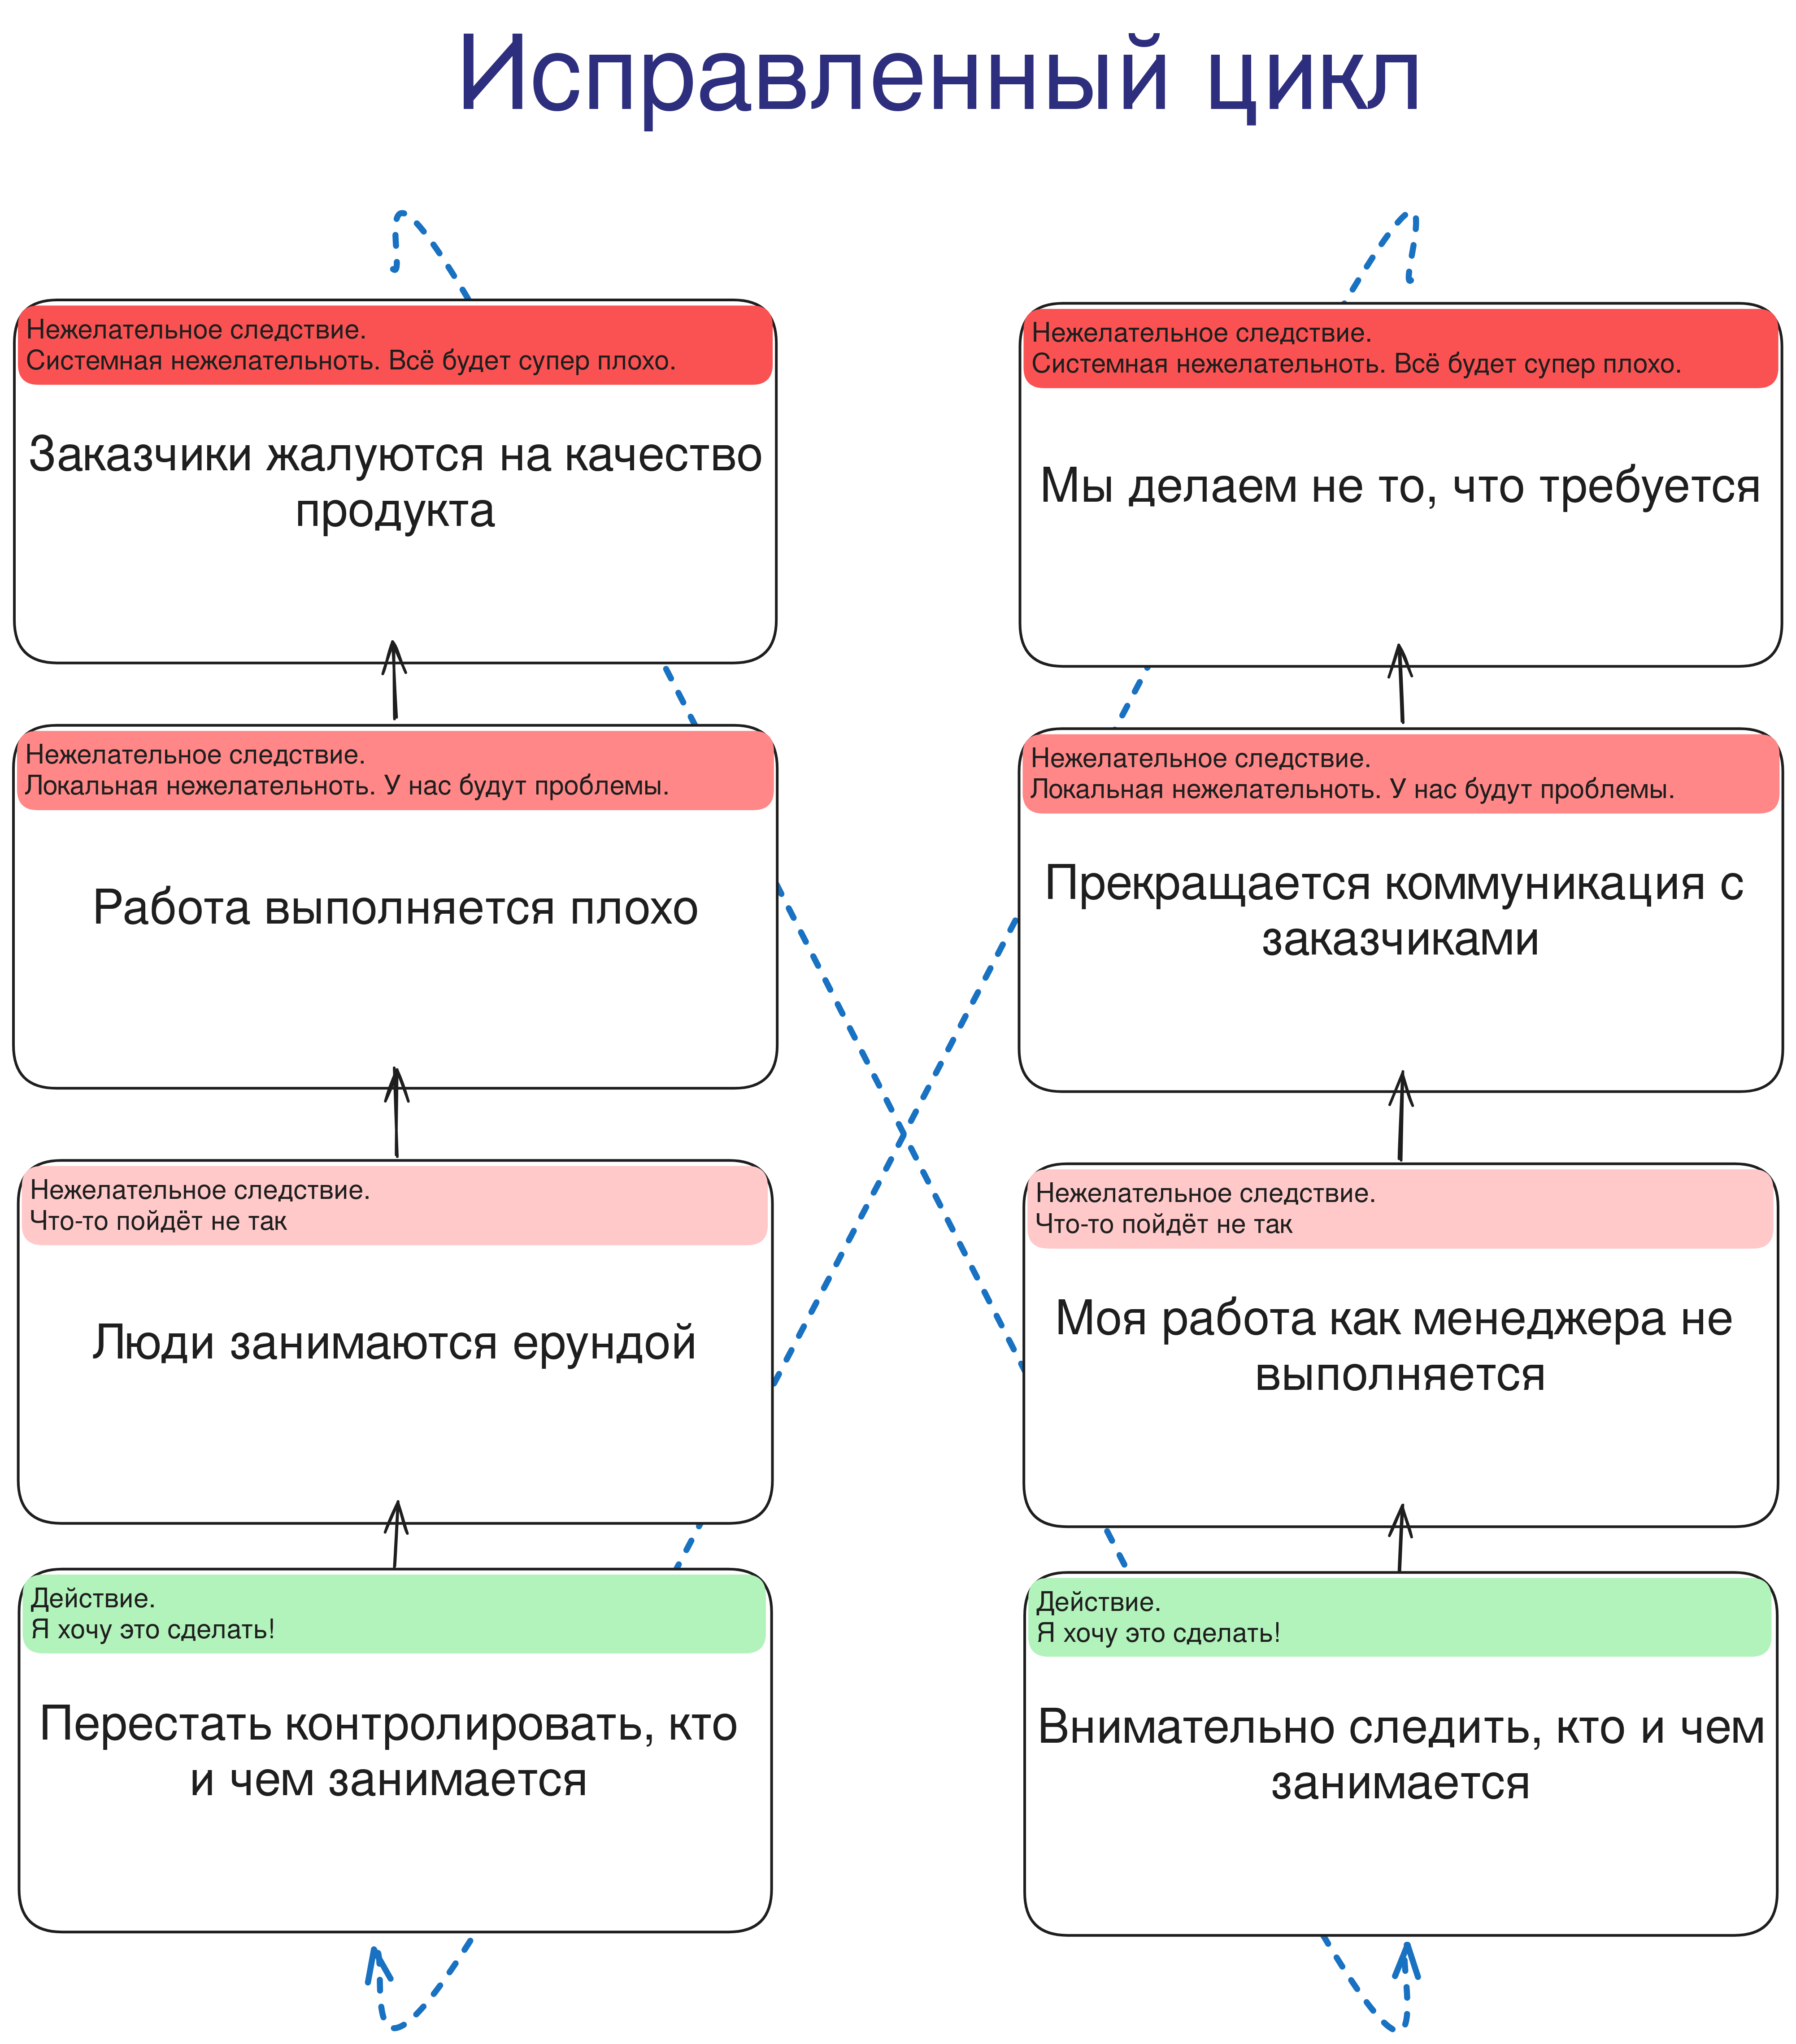 Исправленный цикл
Нежелательное следствие.
Системная нежелательноть. Всё будет супер плохо.
Заказчики жалуются на качество
продукта
Нежелательное следствие.
Локальная нежелательноть. У нас будут проблемы.
Работа выполняется плохо
Нежелательное следствие.
Что-то пойдёт не так
Люди занимаются ерундой
Действие.
Я хочу это сделать!
Перестать контролировать, кто
и чем занимается
Нежелательное следствие.
Системная нежелательноть. Всё будет супер плохо.
Мы делаем не то, что требуется
Нежелательное следствие.
Локальная нежелательноть. У нас будут проблемы.
Прекращается коммуникация с
заказчиками
Нежелательное следствие.
Что-то пойдёт не так
Моя работа как менеджера не
выполняется
Действие.
Я хочу это сделать!
Внимательно следить, кто и чем
занимается